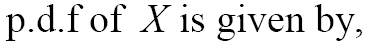 p.d.f of X is given by,